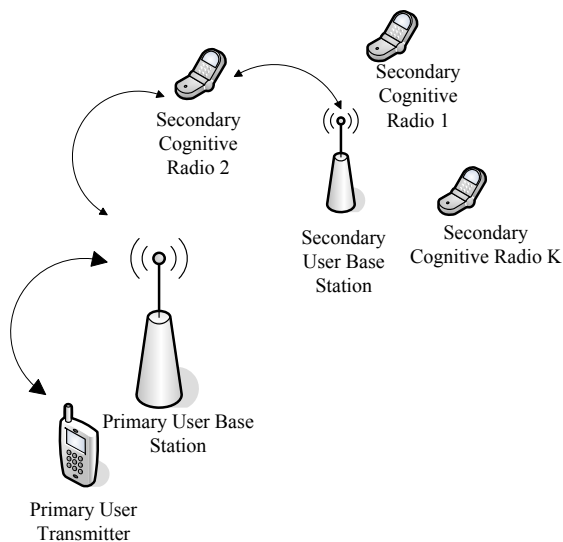 Secondary
Cognitive
Radio 1
Secondary
Cognitive
Radio 2
Secondary
User Base
Station
Secondary
Cognitive Radio K
Primary User Base
Station
Primary User
Transmitter